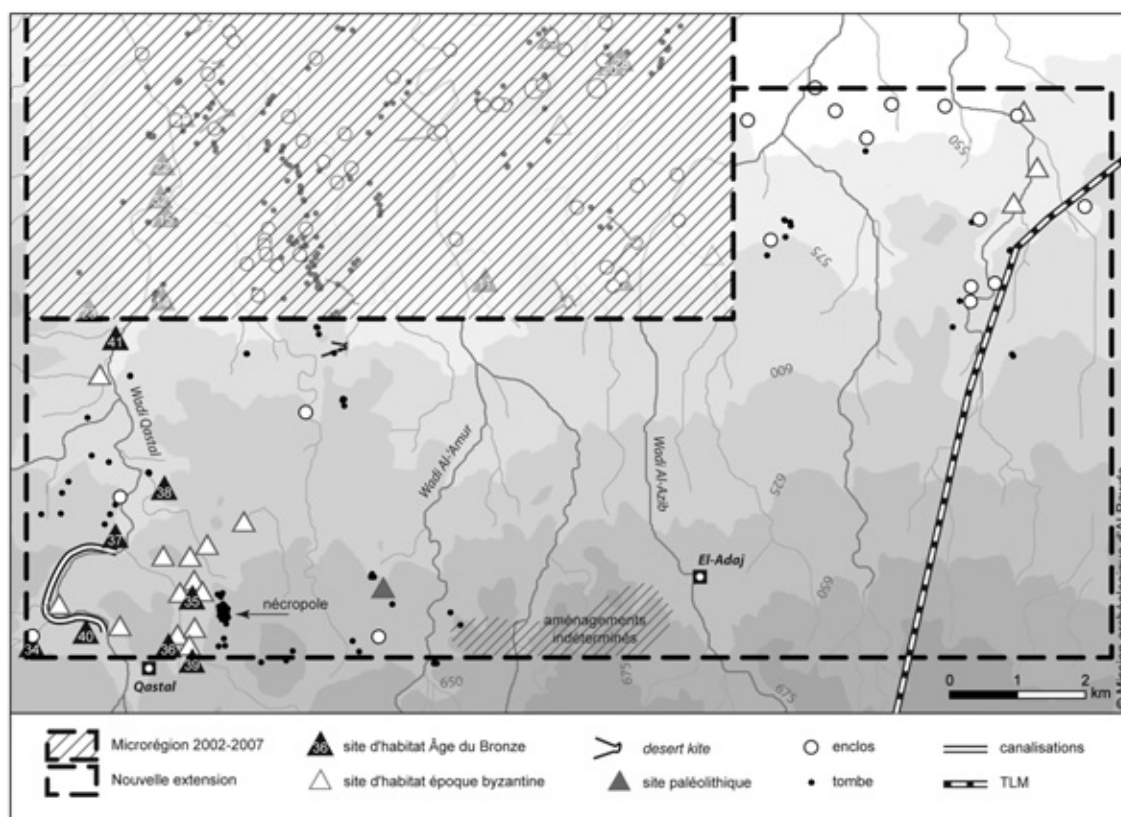 550
575
41
600
Wadi Qastal
Wadi Al-'Amur
Wadi Al-Azib
38
625
37
El-Adaj
650
35
nécropole
aménagements
indéterminés
40
34
36
39
Qastal
650
675
675
0 1 2
km
Microrégion 2002-2007
Nouvelle extension
36 site d'habitat Âge du Bronze
site d'habitat époque byzantine
desert kite
site paléolithique
enclos
tombe
canalisations
TLM